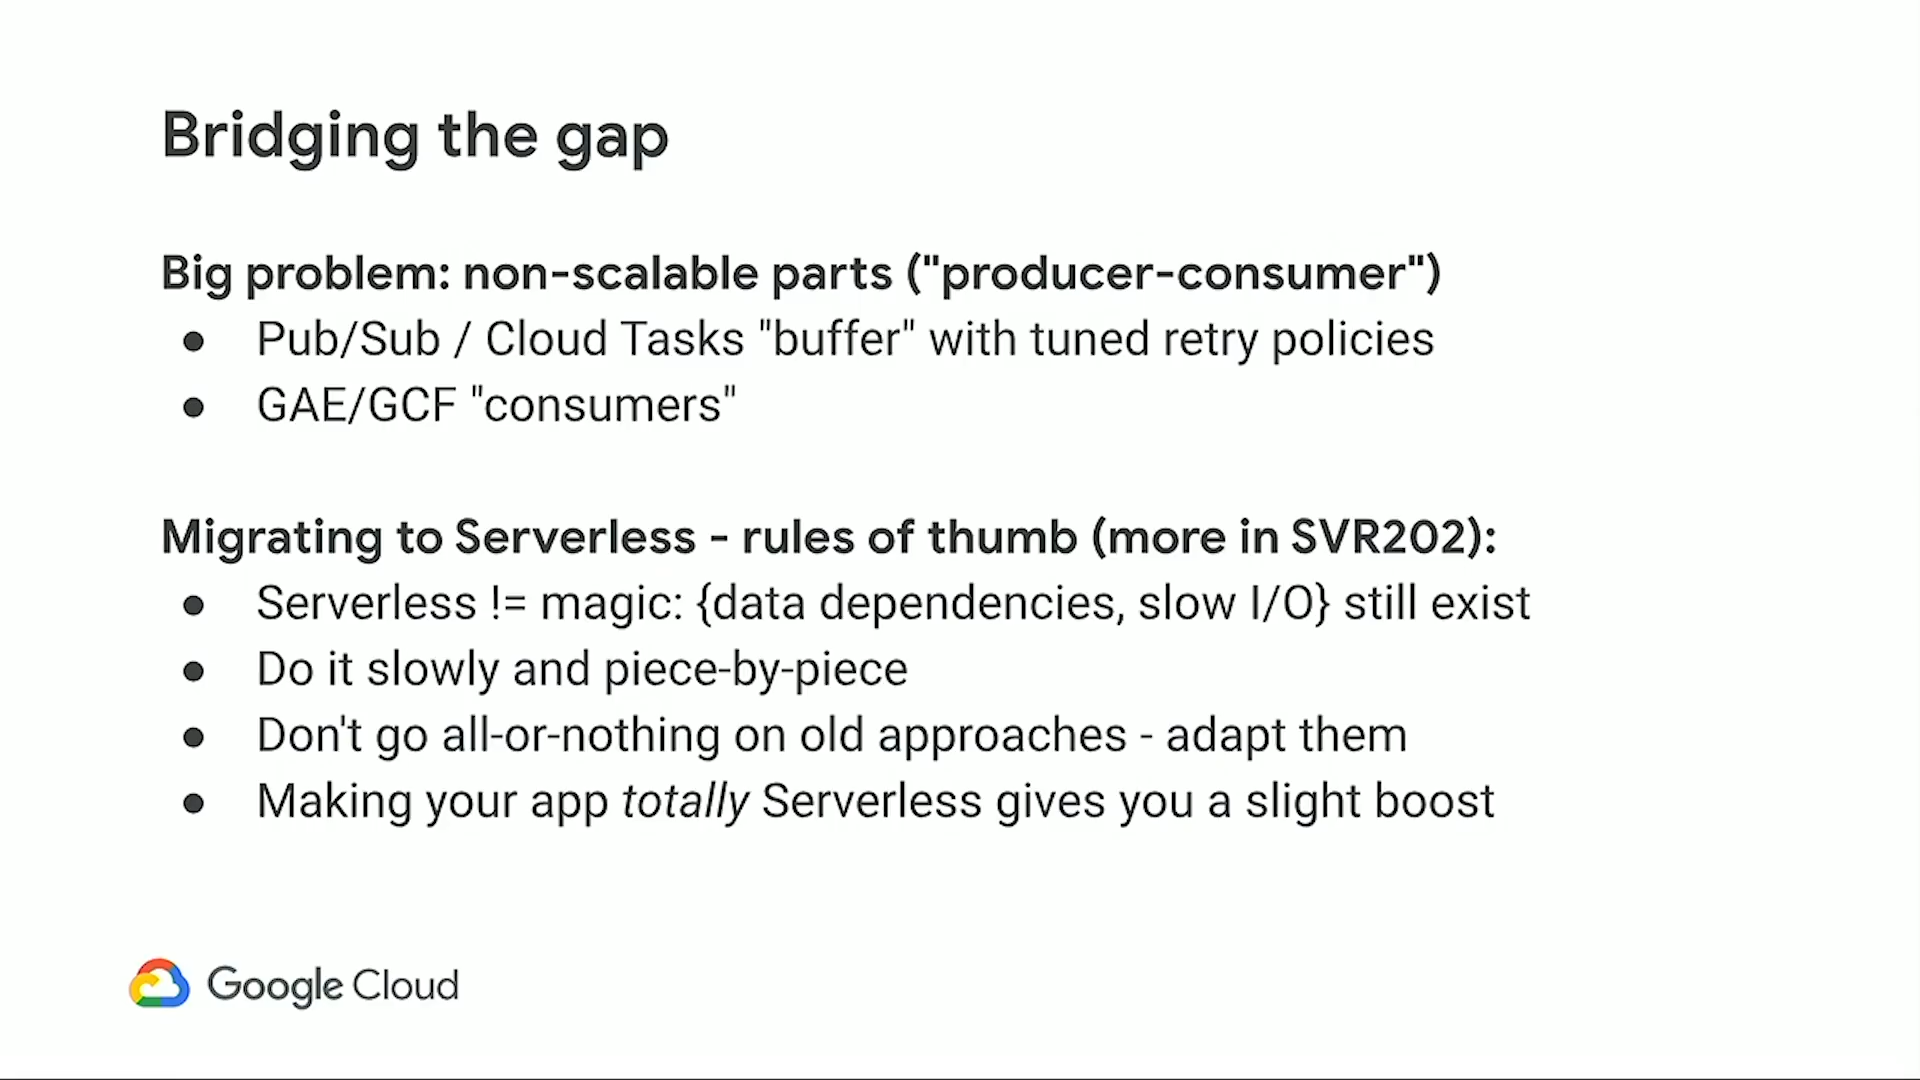 Bridging the gap
Big problem: non-scalable parts ("producer-consumer")
● Pub/Sub / Cloud Tasks "buffer" with tuned retry policies
● GAE/GCF "consumers"
Migrating to Serverless - rules of thumb (more in SVR202):
● Serverless != magic: {data dependencies, slow I/O} still exist
● Do it slowly and piece-by-piece
● Don't go all-or-nothing on old approaches - adapt them
● Making your app totally Serverless gives you a slight boost
Google Cloud